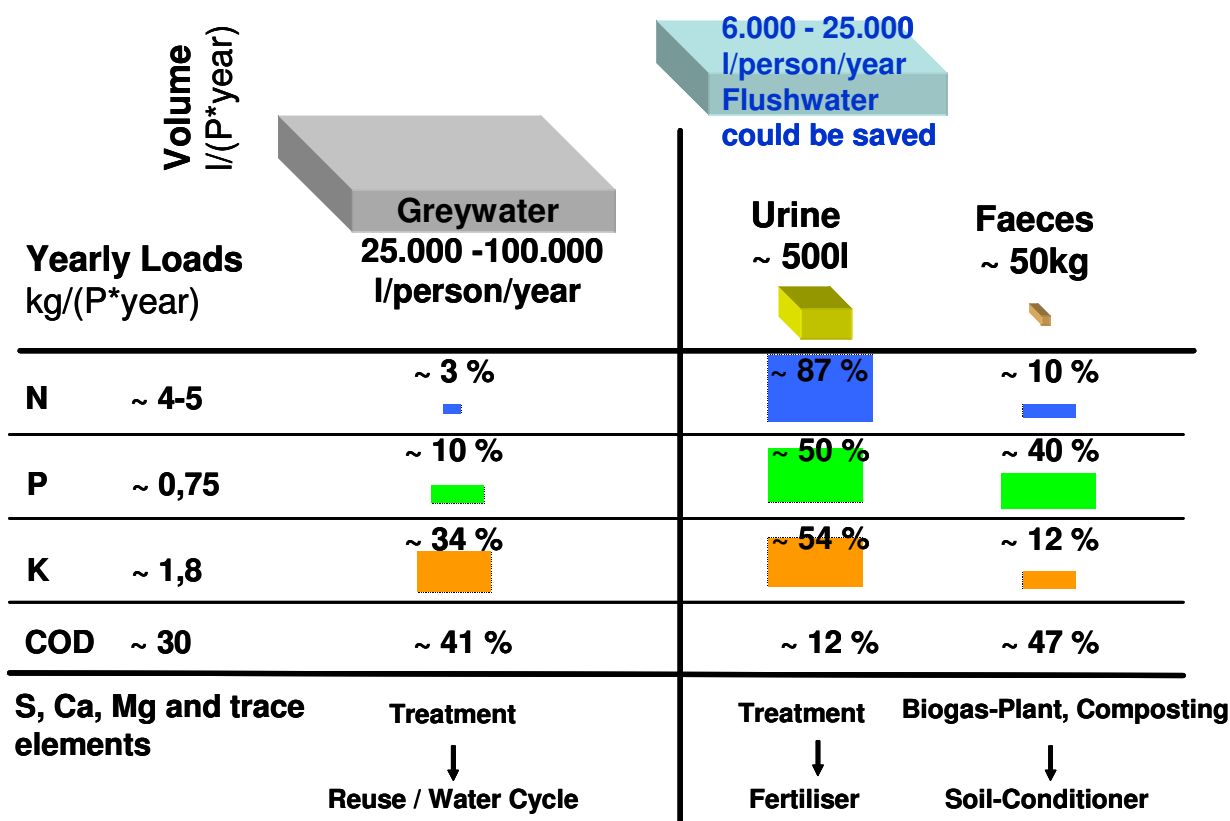 Volume
l/(P*year)
6.000 - 25.000
l/person/year
Flushwater
could be saved
Greywater
25.000 -100.000
l/person/year
Urine
~ 500l
Faeces
~ 50kg
Yearly Loads
kg/(P*year)
N ~ 4-5 ~ 3 % ~ 87 % ~ 10 %
P ~ 0,75 ~ 10 % ~ 50 % ~ 40 %
K ~ 1,8 ~ 34 % ~ 54 % ~ 12 %
COD ~ 30 ~ 41 % ~ 12 % ~ 47 %
S, Ca, Mg and trace
elements
Treatment Treatment Biogas-Plant, Composting
Reuse / Water Cycle Fertiliser Soil-Conditioner